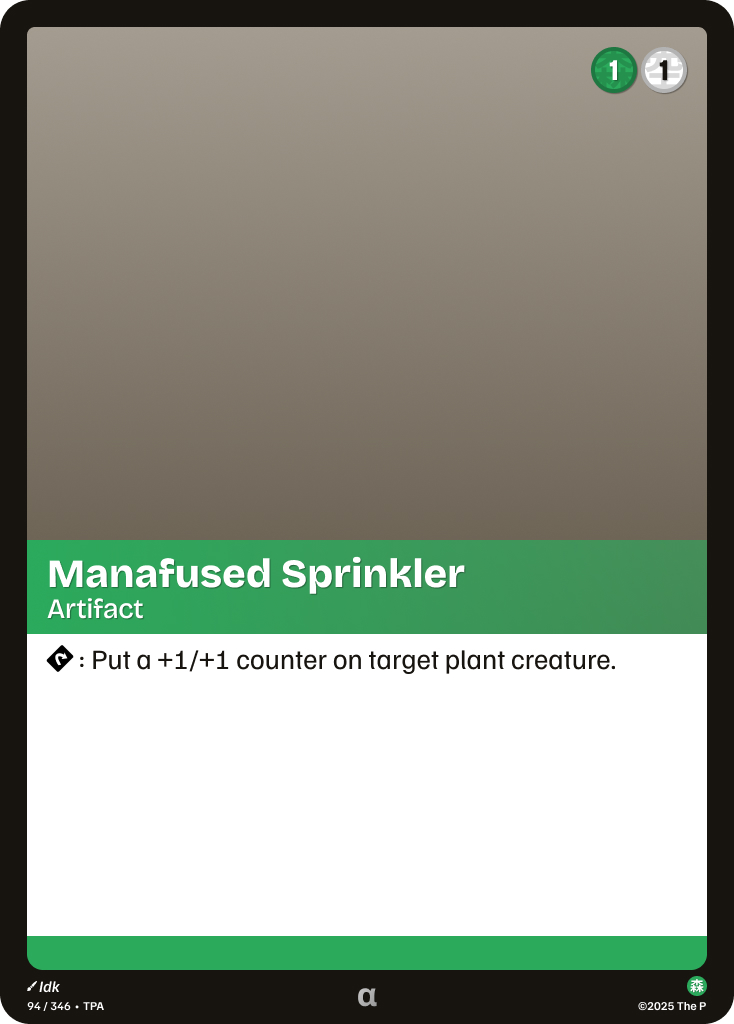 1 1
Manafused Sprinkler
Artifact
: Put a +1/+1 counter on target plant creature.
Idk
94 / 346 • TPA
α
森
©2025 The P